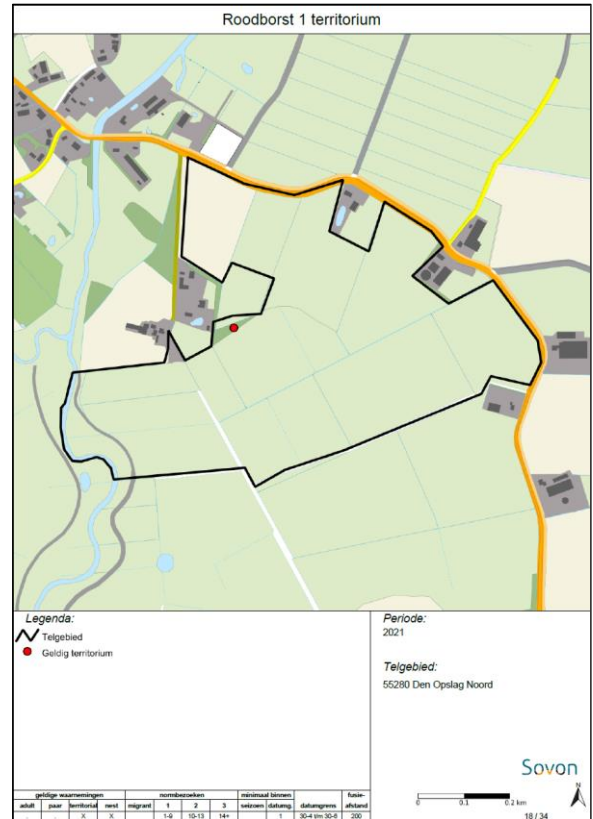 Roodborst 1 territorium
Legenda:
Telgebied
Geldig territorium
Periode:
2021
Telgebied:
55280 Den Opslag Noord
Sovon
0 0.1 0.2 km
18 / 34
geldige waarnemingen normbezoeken minimaal binnen fusie-
adult paar territoriaal nest migrant 1 2 3 seizoen datumg. datumgrens afstand
. . X X 1-9 10-13 14+ . 1 30-4 t/m 30-6 200